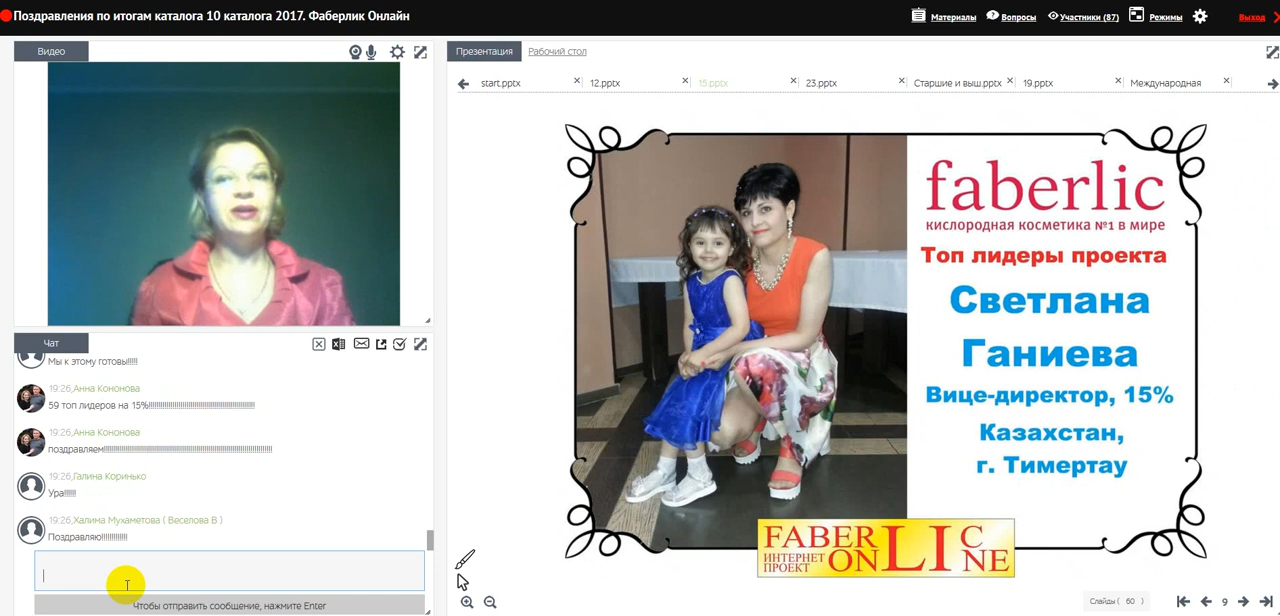 Поздравления по итогам каталога 10 каталога 2017. Фаберлик Онлайн
Материалы Вопросы Участники (87) Режимы Выход
Видео
Презентация Рабочий стол
start.pptx 12.pptx 15.pptx 23.pptx Старшие и выш.pptx 19.pptx Международная
faberlic
кислородная косметика №1 в мире
Топ лидеры проекта
Светлана
Ганиева
Вице-директор, 15%
Казахстан,
г. Тимертау
FABERLIC
ИНТЕРНЕТ ПРОЕКТ ONLINE
Слайды ( 60 ) 9
Чат
Мы к этому готовы!!!!!
19:26,Анна Кононова
59 топ лидеров на 15%!!!!!!!!!!!!!!!!!!!!!!!!!!!!!!!!!!!!!!!!!!!!!!
19:26,Анна Кононова
поздравляем!!!!!!!!!!!!!!!!!!!!!!!!!!!!!!!!!!!!!!!!!!!!!!!!!!!!!!!!!!!!!!!!!!!!!!
19:26,Галина Коринько
Ура!!!!!!
19:26,Халима Мухаметова ( Веселова В )
Поздравляю!!!!!!!!!!!!!
Чтобы отправить сообщение, нажмите Enter